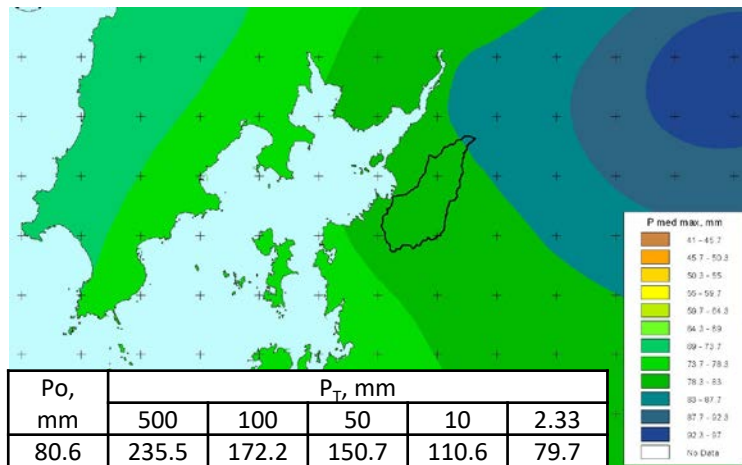 P med max, mm
41 - 45.7
45.7 - 50.3
50.3 - 55
55 - 59.7
59.7 - 64.3
64.3 - 69
69 - 73.7
73.7 - 78.3
78.3 - 83
83 - 87.7
87.7 - 92.3
92.3 - 97
No Data
Po, mm P_T, mm
500 100 50 10 2.33
80.6 235.5 172.2 150.7 110.6 79.7